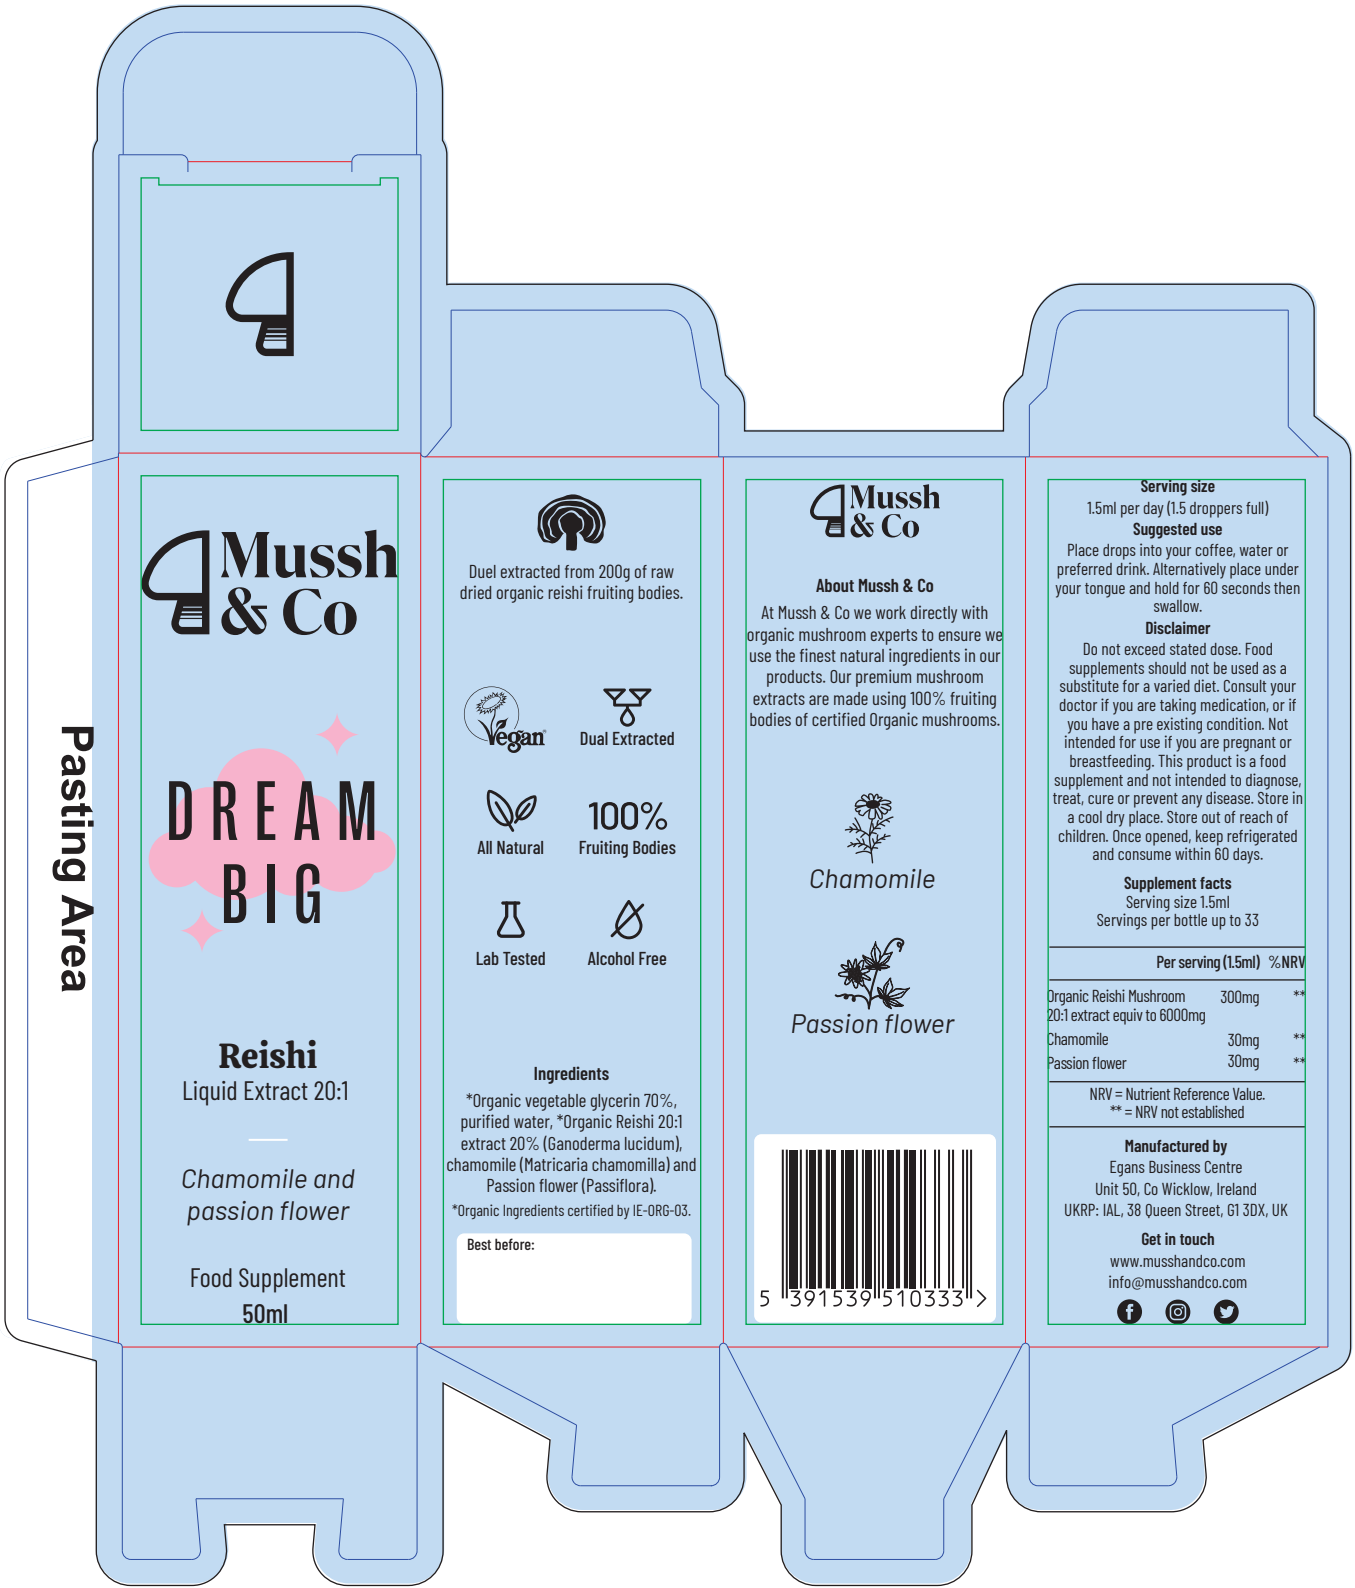 Pasting Area
Mussh
& Co
DREAM
BIG
Reishi
Liquid Extract 20:1
Chamomile and
passion flower
Food Supplement
50ml
Duel extracted from 200g of raw
dried organic reishi fruiting bodies.
Vegan
Dual Extracted
All Natural
100%
Fruiting Bodies
Lab Tested
Alcohol Free
Ingredients
*Organic vegetable glycerin 70%,
purified water, *Organic Reishi 20:1
extract 20% (Ganoderma lucidum),
chamomile (Matricaria chamomilla) and
Passion flower (Passiflora).
*Organic Ingredients certified by IE-ORG-03.
Best before:
Mussh
& Co
About Mussh & Co
At Mussh & Co we work directly with
organic mushroom experts to ensure we
use the finest natural ingredients in our
products. Our premium mushroom
extracts are made using 100% fruiting
bodies of certified Organic mushrooms.
Chamomile
Passion flower
5 391539 510333 >
Serving size
1.5ml per day (1.5 droppers full)
Suggested use
Place drops into your coffee, water or
preferred drink. Alternatively place under
your tongue and hold for 60 seconds then
swallow.
Disclaimer
Do not exceed stated dose. Food
supplements should not be used as a
substitute for a varied diet. Consult your
doctor if you are taking medication, or if
you have a pre existing condition. Not
intended for use if you are pregnant or
breastfeeding. This product is a food
supplement and not intended to diagnose,
treat, cure or prevent any disease. Store in
a cool dry place. Store out of reach of
children. Once opened, keep refrigerated
and consume within 60 days.
Supplement facts
Serving size 1.5ml
Servings per bottle up to 33
Per serving (1.5ml) %NRV
Organic Reishi Mushroom 300mg **
20:1 extract equiv to 6000mg
Chamomile 30mg **
Passion flower 30mg **
NRV = Nutrient Reference Value.
** = NRV not established
Manufactured by
Egans Business Centre
Unit 50, Co Wicklow, Ireland
UKRP: IAL, 38 Queen Street, G1 3DX, UK
Get in touch
www.musshandco.com
info@musshandco.com